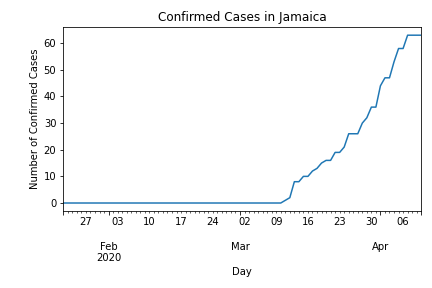 Confirmed Cases in Jamaica
Number of Confirmed Cases
60
50
40
30
20
10
0
27 03 10 17 24 02 09 16 23 30 06
Feb Mar Apr
2020
Day